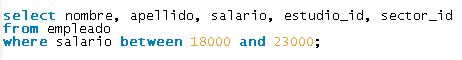 select nombre, apellido, salario, estudio_id, sector_id
from empleado
where salario between 18000 and 23000;